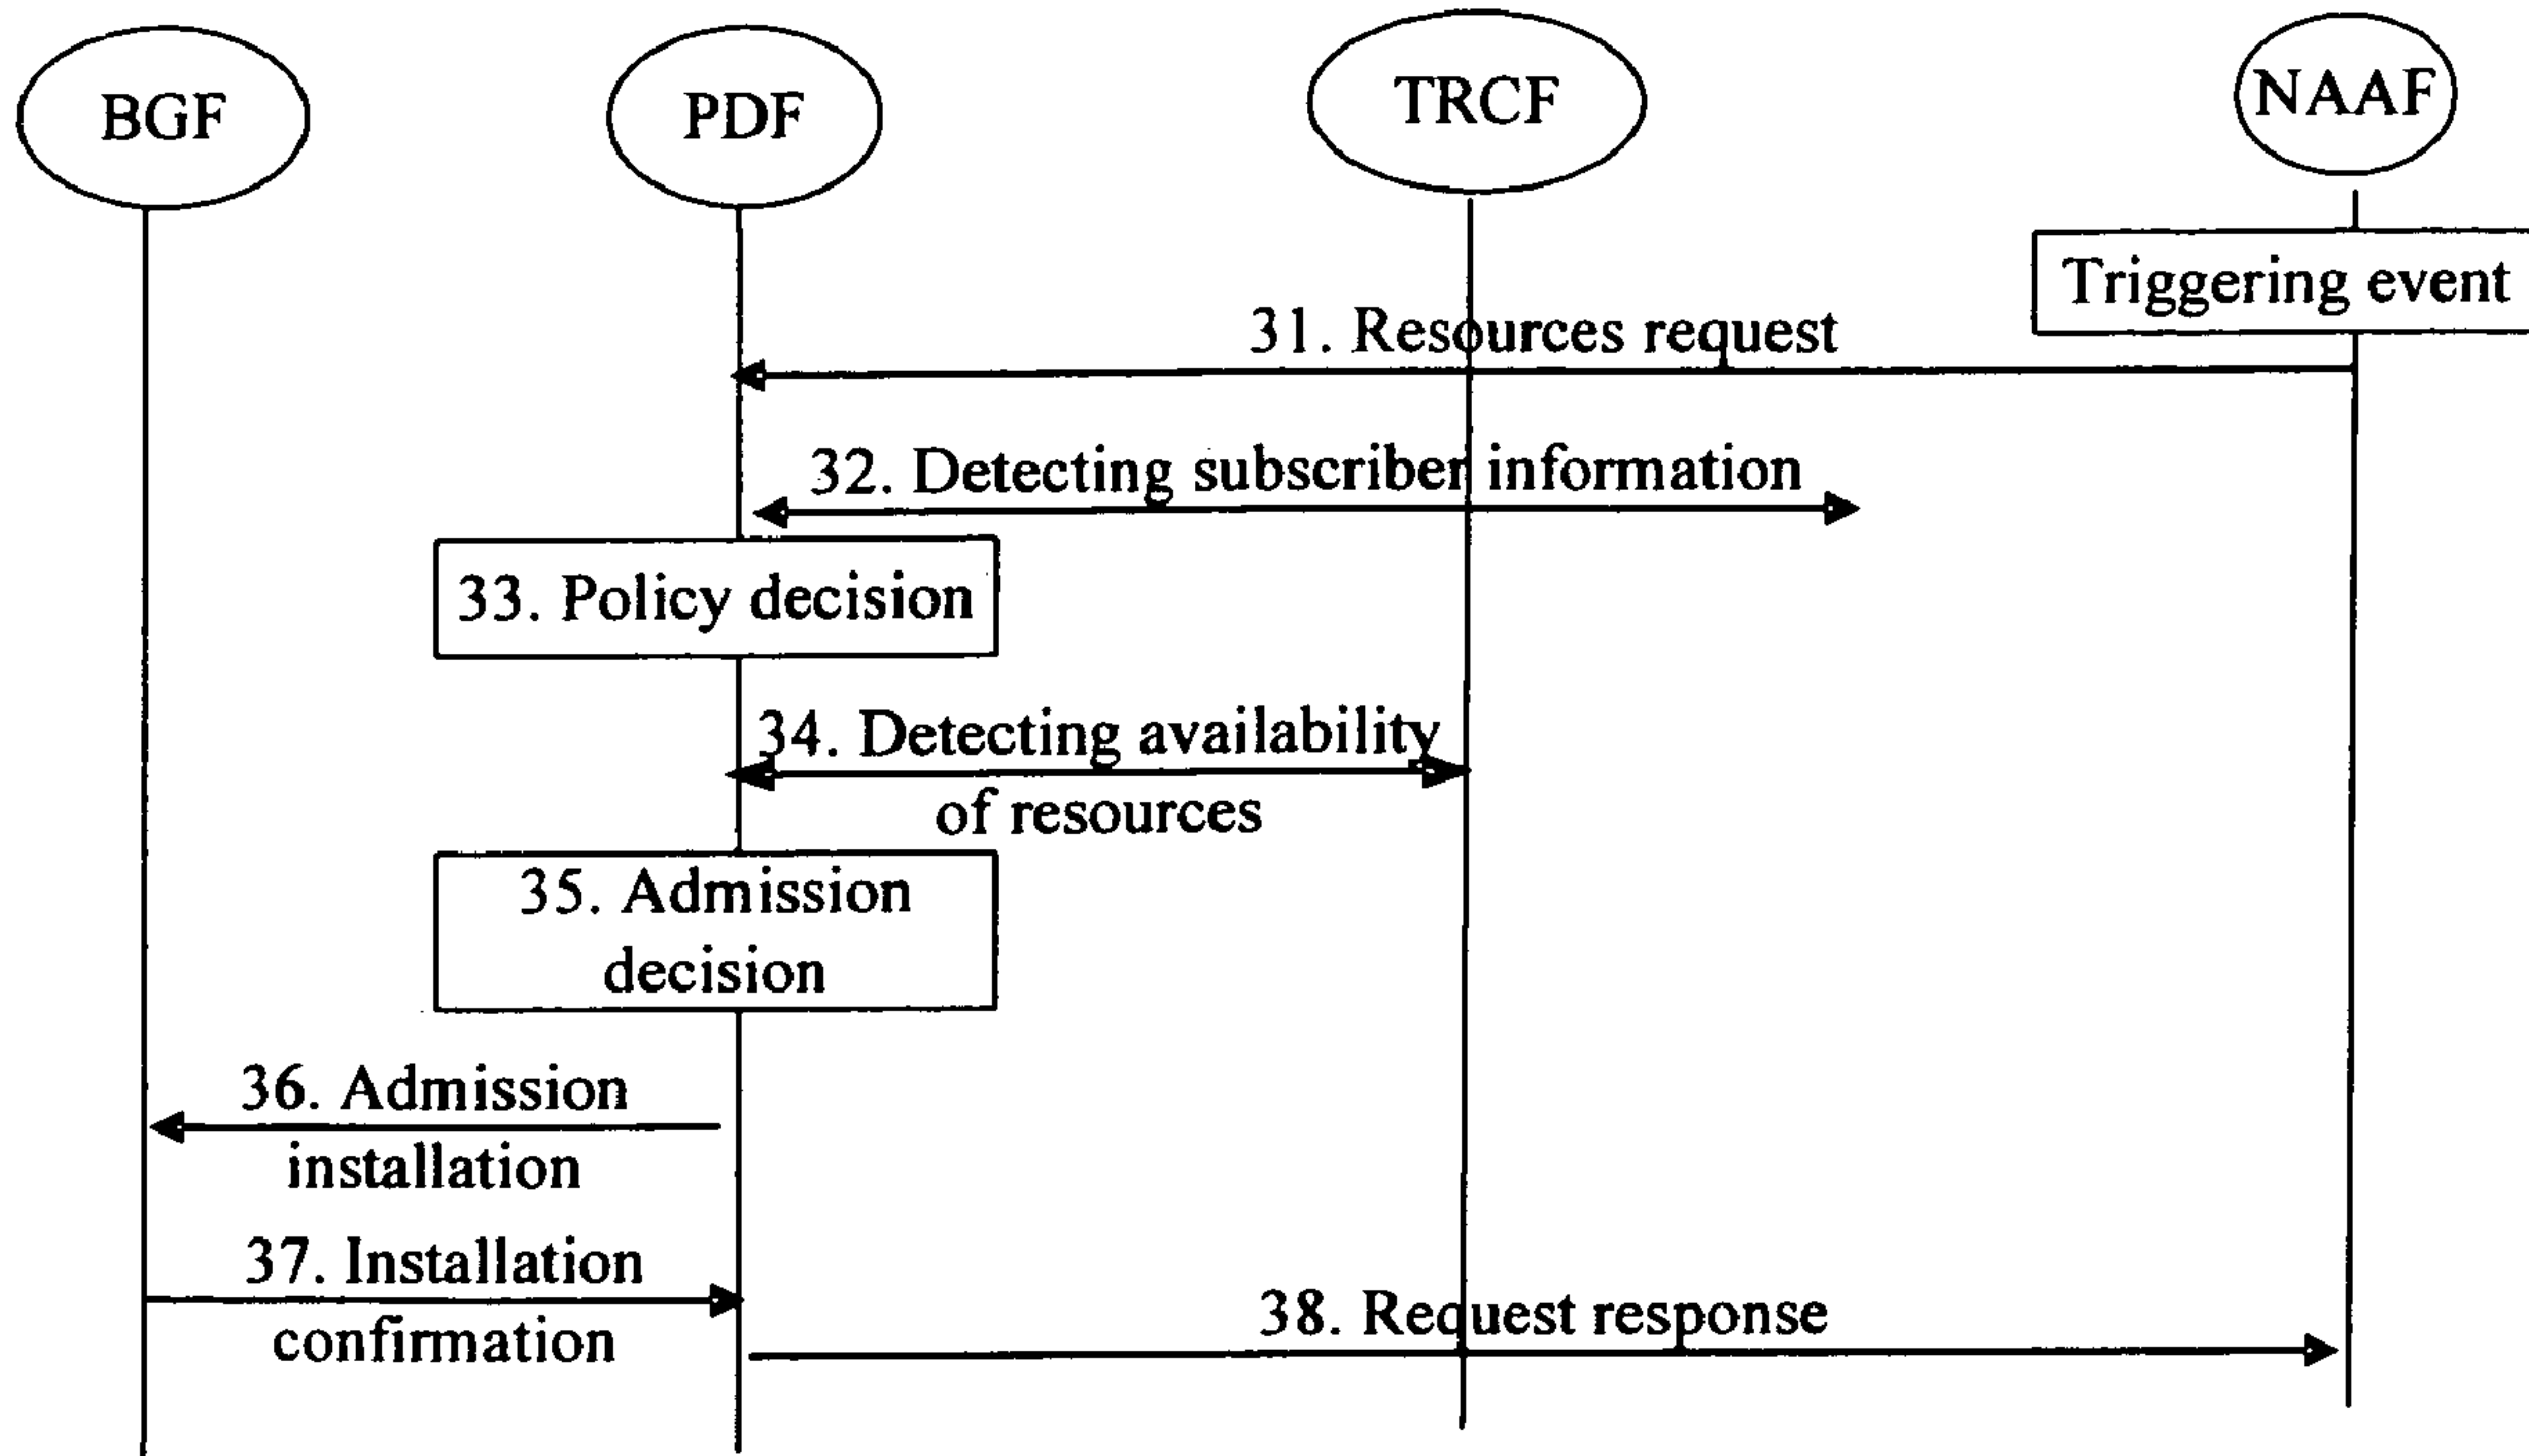 BGF
PDF
TRCF
NAAF
Triggering event
31. Resources request
32. Detecting subscriber information
33. Policy decision
34. Detecting availability
of resources
35. Admission
decision
36. Admission
installation
37. Installation
confirmation
38. Request response